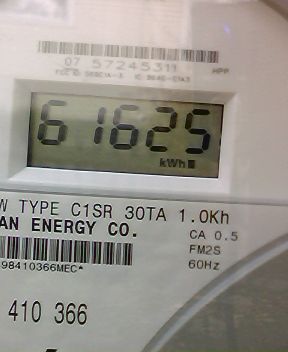 07 57245311 HPP
61625
kWh
W TYPE C1SR 30TA 1.0Kh
AN ENERGY CO.
CA 0.5
FM2S
98410366MEC*
60Hz
410 366